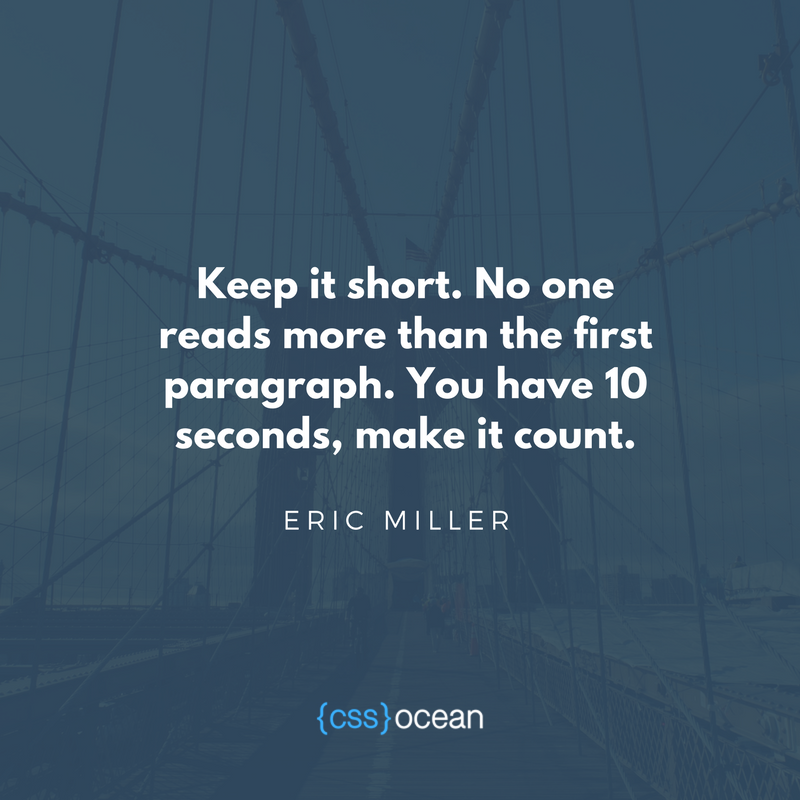 Keep it short. No one
reads more than the first
paragraph. You have 10
seconds, make it count.
ERIC MILLER
{css}ocean